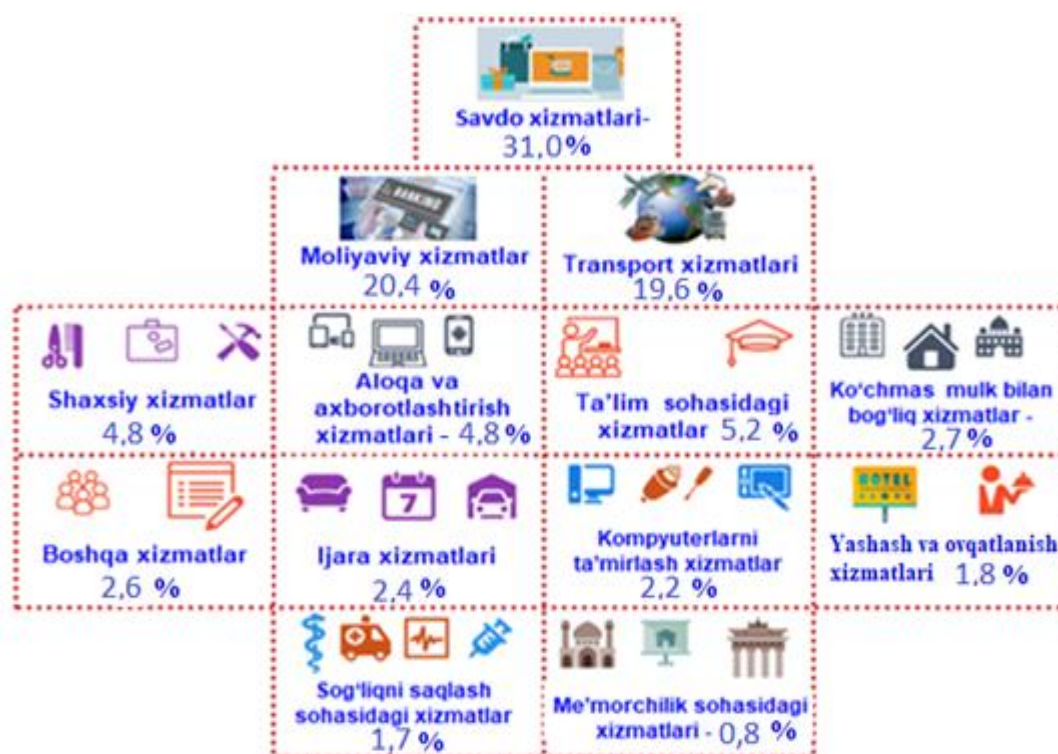 Savdo xizmatlari-
31,0%
BANKING
Moliyaviy xizmatlar
20,4 %
Transport xizmatlari
19,6 %
Shaxsiy xizmatlar
4,8 %
Aloqa va
axborotlashtirish
xizmatlari - 4,8 %
Ta'lim sohasidagi
xizmatlar 5,2 %
Ko‘chmas mulk bilan
bog‘liq xizmatlar -
2,7 %
Boshqa xizmatlar
2,6 %
7
Ijara xizmatlari
2,4 %
Kompyuterlarni
ta'mirlash xizmatlar
2,2 %
HOTEL
Yashash va ovqatlanish
xizmatlari 1,8 %
Sog‘liqni saqlash
sohasidagi xizmatlar
1,7 %
Me'morchilik sohasidagi
xizmatlari - 0,8 %